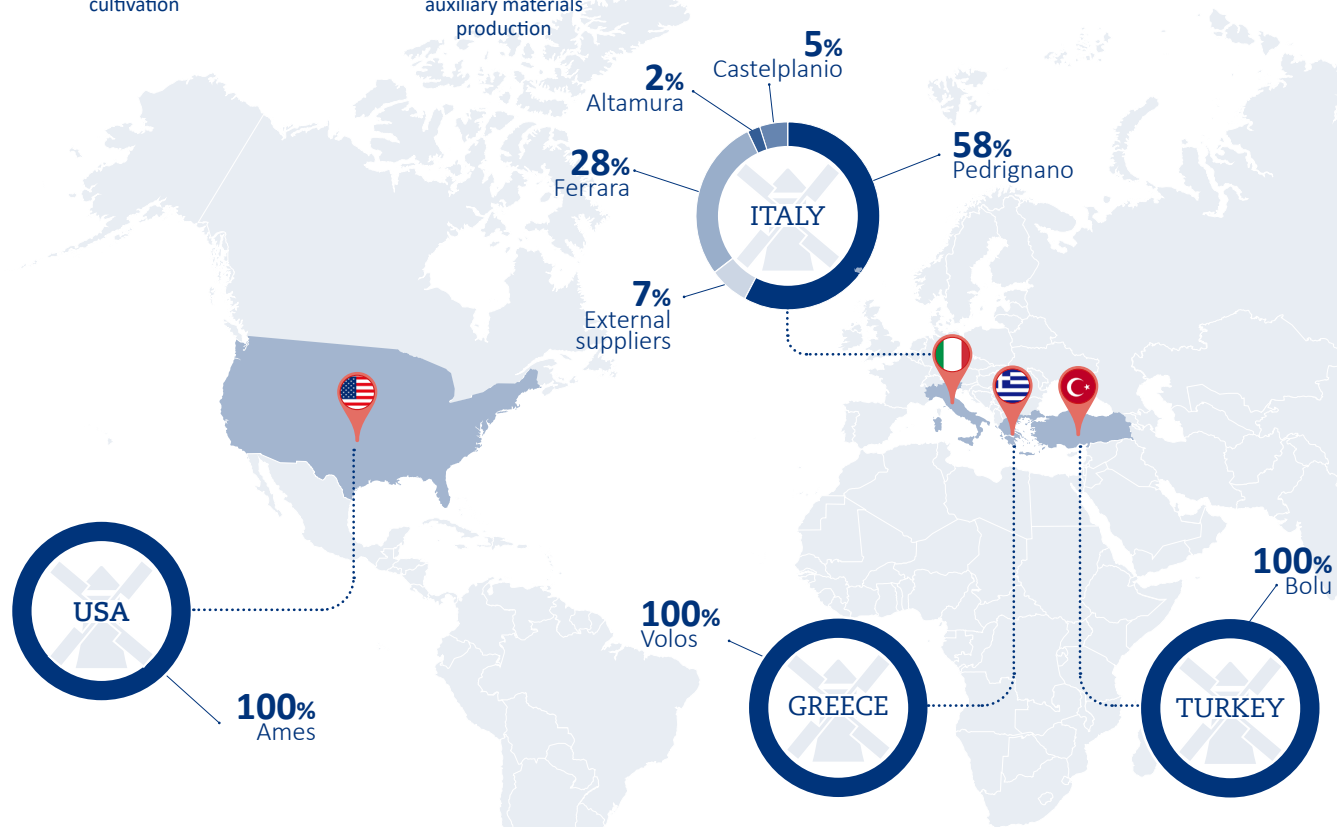 cultivation
auxiliary materials
production
5%
Castelplanio
2%
Altamura
58%
Pedrignano
28%
Ferrara
ITALY
7%
External
suppliers
USA
100%
Ames
100%
Volos
GREECE
100%
Bolu
TURKEY